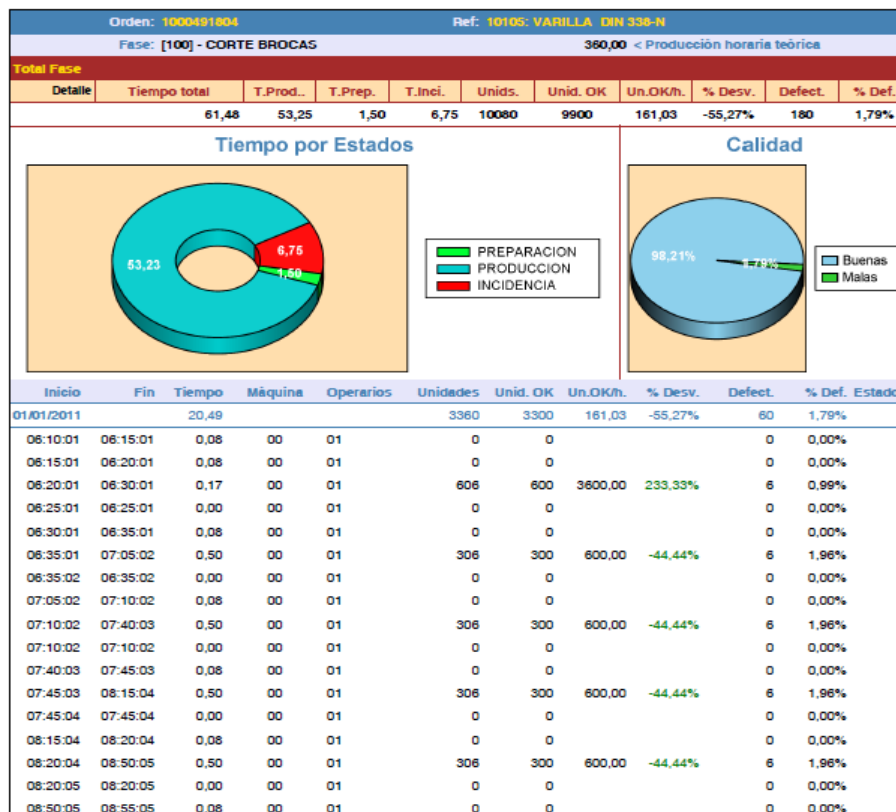 Orden: 1000491804 Ref: 10105: VARILLA DIN 338-N
Fase: [100] - CORTE BROCAS 360,00 < Producción horaria teórica
Total Fase
Detalle Tiempo total T.Prod.. T.Prep. T.Inci. Unids. Unid. OK Un.OK/h. % Desv. Defect. % Def.
61,48 53,25 1,50 6,75 10080 9900 161,03 -55,27% 180 1,79%
Tiempo por Estados Calidad
53,23 6,75 1,50 98,21% 1,79%
PREPARACION
PRODUCCION
INCIDENCIA
Buenas
Malas
Inicio Fin Tiempo Máquina Operarios Unidades Unid. OK Un.OK/h. % Desv. Defect. % Def. Estado
01/01/2011 20,49 3360 3300 161,03 -55,27% 60 1,79%
06:10:01 06:15:01 0,08 00 01 0 0 0 0,00%
06:15:01 06:20:01 0,08 00 01 0 0 0 0,00%
06:20:01 06:30:01 0,17 00 01 606 600 3600,00 233,33% 6 0,99%
06:25:01 06:25:01 0,00 00 01 0 0 0 0,00%
06:30:01 06:35:01 0,08 00 01 0 0 0 0,00%
06:35:01 07:05:02 0,50 00 01 306 300 600,00 -44,44% 6 1,96%
06:35:02 06:35:02 0,00 00 01 0 0 0 0,00%
07:05:02 07:10:02 0,08 00 01 0 0 0 0,00%
07:10:02 07:40:03 0,50 00 01 306 300 600,00 -44,44% 6 1,96%
07:10:02 07:10:02 0,00 00 01 0 0 0 0,00%
07:40:03 07:45:03 0,08 00 01 0 0 0 0,00%
07:45:03 08:15:04 0,50 00 01 306 300 600,00 -44,44% 6 1,96%
07:45:04 07:45:04 0,00 00 01 0 0 0 0,00%
08:15:04 08:20:04 0,08 00 01 0 0 0 0,00%
08:20:04 08:50:05 0,50 00 01 306 300 600,00 -44,44% 6 1,96%
08:20:05 08:20:05 0,00 00 01 0 0 0 0,00%
08:50:05 08:55:05 0,08 00 01 0 0 0 0,00%